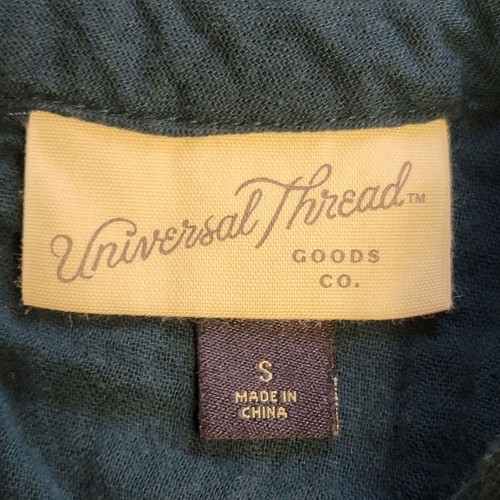 Universal Thread™
GOODS
CO.
S
MADE IN
CHINA